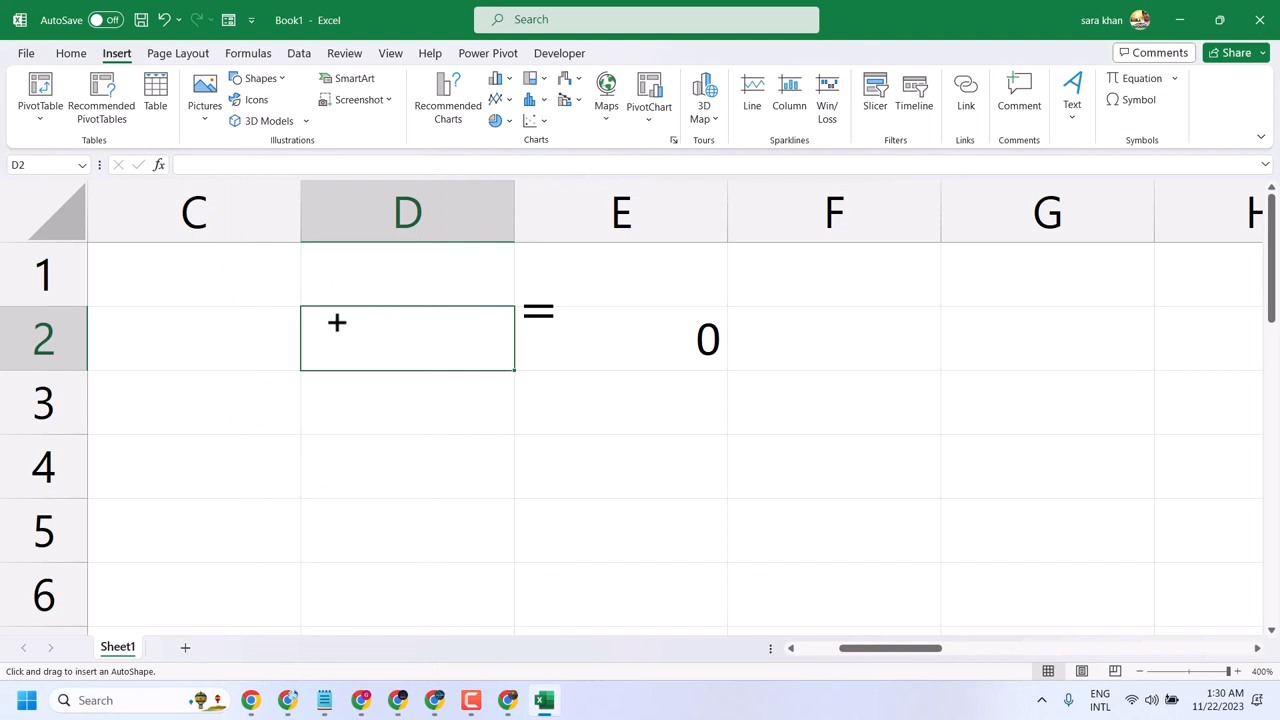 AutoSave Off Book1 - Excel Search sara khan
File Home Insert Page Layout Formulas Data Review View Help Power Pivot Developer Comments Share
PivotTable Recommended PivotTables Table Pictures Shapes Icons 3D Models SmartArt Screenshot Recommended Charts Maps PivotChart 3D Map Line Column Win/Loss Slicer Timeline Link Comment Text Equation Symbol
Tables Illustrations Charts Tours Sparklines Filters Links Comments Symbols
D2 fx
C D E F G H
1
2 = 0
3
4
5
6
Sheet1
Click and drag to insert an AutoShape. 400%
Search ENG INTL 1:30 AM 11/22/2023